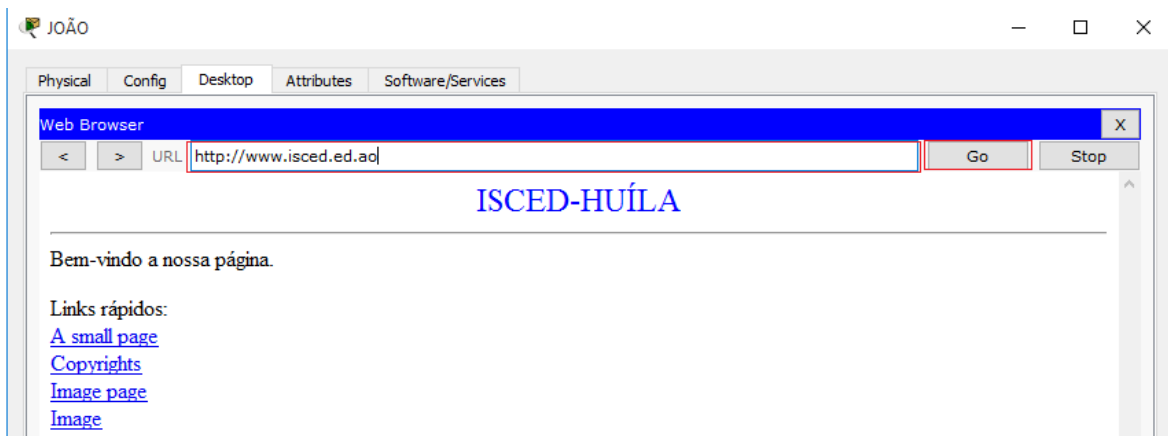 JOÃO
Physical Config Desktop Attributes Software/Services
Web Browser X
< > URL http://www.isced.ed.ao Go Stop
ISCED-HUÍLA
Bem-vindo a nossa página.
Links rápidos:
A small page
Copyrights
Image page
Image